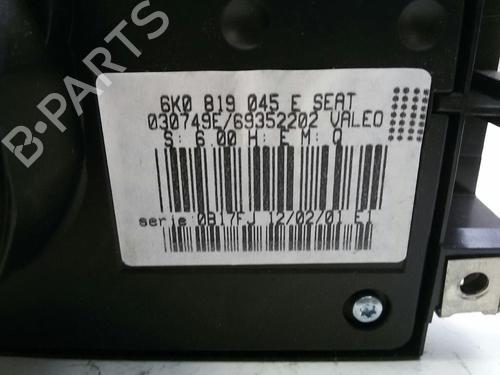 B-PARTS
6K0 819 045 E SEAT
030749E/69352202 VALEO
S: 6.00 H: E M: Q
serie:0B17FJ 12/02/01 E1